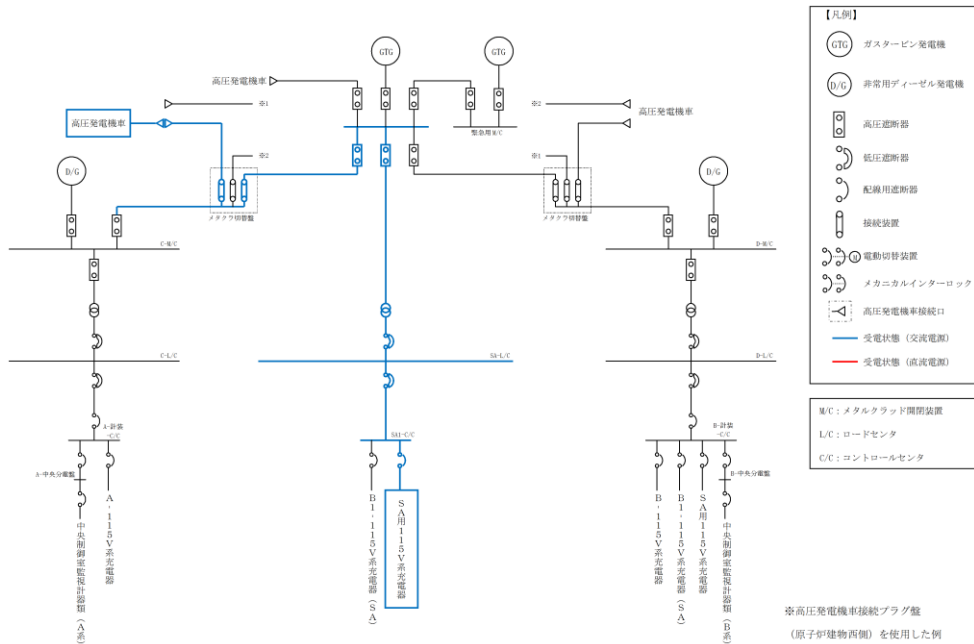 GTG
GTG
高圧発電機車
※1
※2
高圧発電機車
高圧発電機車
緊急用M/C
※2
※1
D/G
D/G
メタクラ切替盤
メタクラ切替盤
C-M/C
D-M/C
C-L/C
SA-L/C
D-L/C
A-計装
-C/C
SA1-C/C
B-計装
-C/C
A-中央分電盤
B-中央分電盤
中央制御室監視計器類(A系)
A-115V系充電器
B1-115V系充電器(SA)
SA用115V系充電器
B-115V系充電器
B1-115V系充電器(SA)
SA用115V系充電器
中央制御室監視計器類(B系)
【凡例】
GTG ガスタービン発電機
D/G 非常用ディーゼル発電機
高圧遮断器
低圧遮断器
配線用遮断器
接続装置
M 電動切替装置
メカニカルインターロック
高圧発電機車接続口
受電状態(交流電源)
受電状態(直流電源)
M/C:メタルクラッド開閉装置
L/C:ロードセンタ
C/C:コントロールセンタ
※高圧発電機車接続プラグ盤
(原子炉建物西側)を使用した例